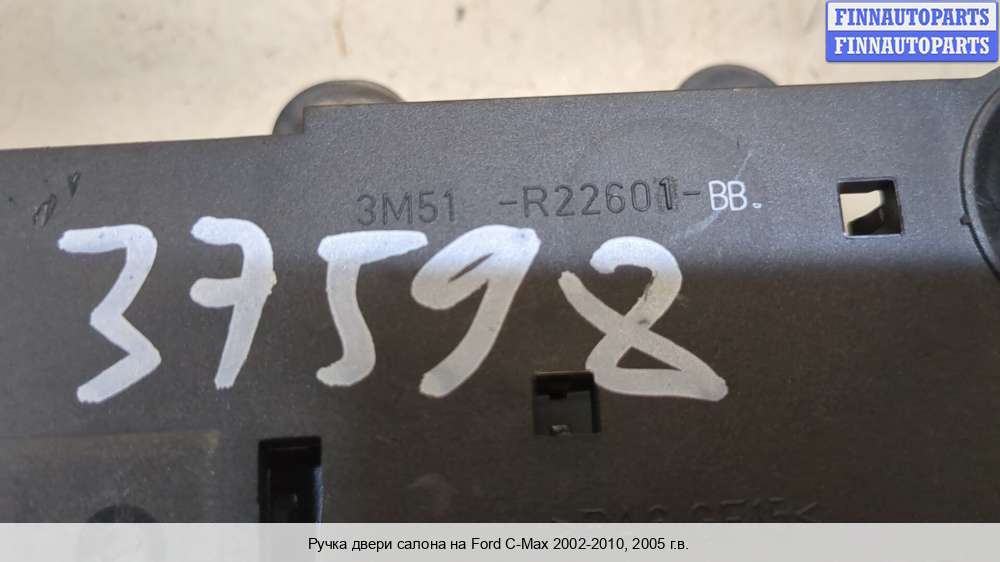 FINNAUTOPARTS
FINNAUTOPARTS
3M51 -R22601-BB.
37598
Ручка двери салона на Ford C-Max 2002-2010, 2005 г.в.